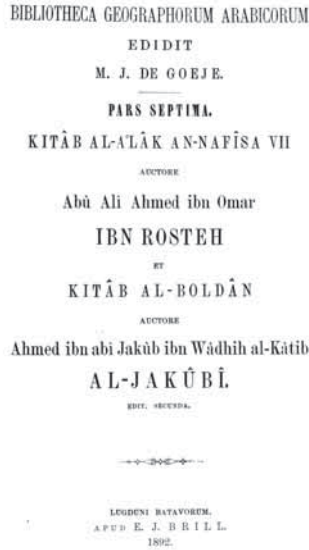 BIBLIOTHECA GEOGRAPHORUM ARABICORUM
EDIDIT
M. J. DE GOEJE.
PARS SEPTIMA.
KITÂB AL-A'LÂK AN-NAFÎSA VII
AUCTORE
Abû Ali Ahmed ibn Omar
IBN ROSTEH
ET
KITÂB AL-BOLDÂN
AUCTORE
Ahmed ibn abî Jakûb ibn Wâdhih al-Kâtib
AL-JAKÛBÎ.
EDIT. SECUNDA.
LUGDUNI BATAVORUM.
APUD E. J. BRILL.
1892.